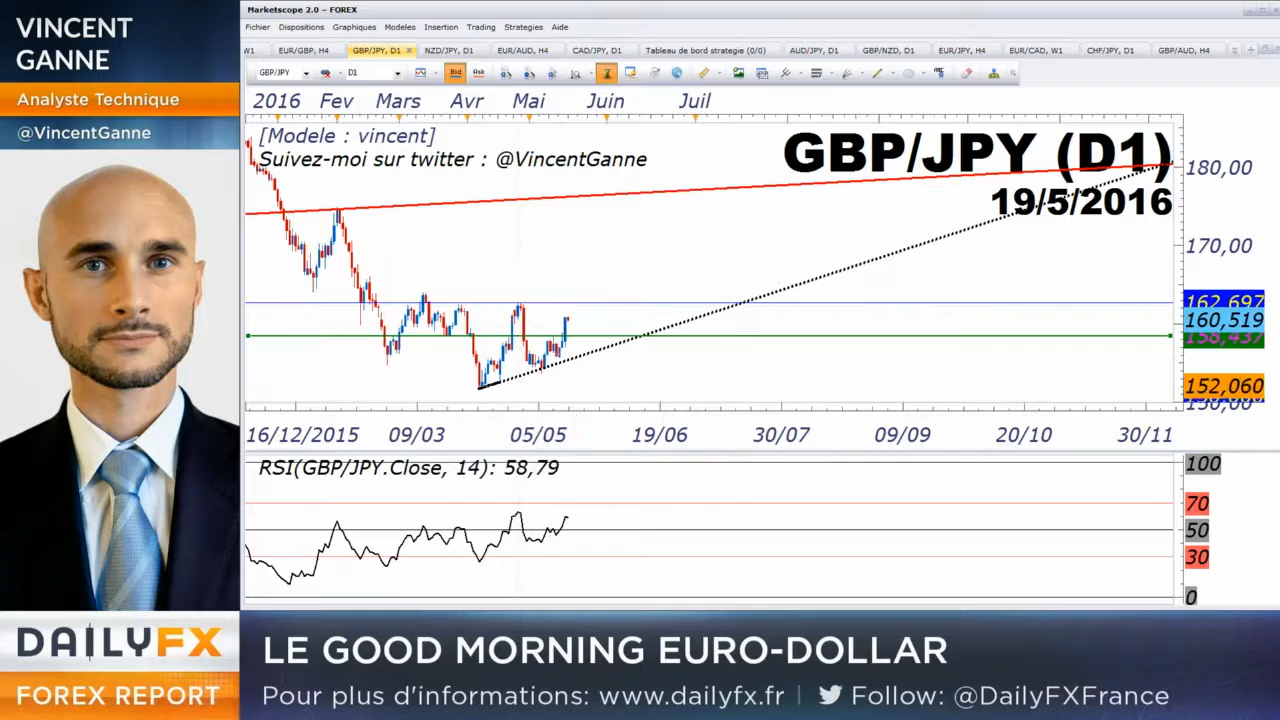 VINCENT
GANNE
Analyste Technique
@VincentGanne
Marketscope 2.0 - FOREX
Fichier Dispositions Graphiques Modeles Insertion Trading Strategies Aide
W1 EUR/GBP, H4 GBP/JPY, D1 NZD/JPY, D1 EUR/AUD, H4 CAD/JPY, D1 Tableau de bord strategie (0/0) AUD/JPY, D1 GBP/NZD, D1 EUR/JPY, H4 EUR/CAD, W1 CHF/JPY, D1 GBP/AUD, H4
GBP/JPY D1 Bid Ask
2016 Fev Mars Avr Mai Juin Juil
[Modele : vincent]
Suivez-moi sur twitter : @VincentGanne
GBP/JPY (D1)
19/5/2016
180,00
170,00
162,697
160,519
158,437
152,060
150,00
16/12/2015 09/03 05/05 19/06 30/07 09/09 20/10 30/11
RSI(GBP/JPY.Close, 14): 58,79
100
70
50
30
0
DAILYFX
FOREX REPORT
LE GOOD MORNING EURO-DOLLAR
Pour plus d'informations: www.dailyfx.fr | Follow: @DailyFXFrance